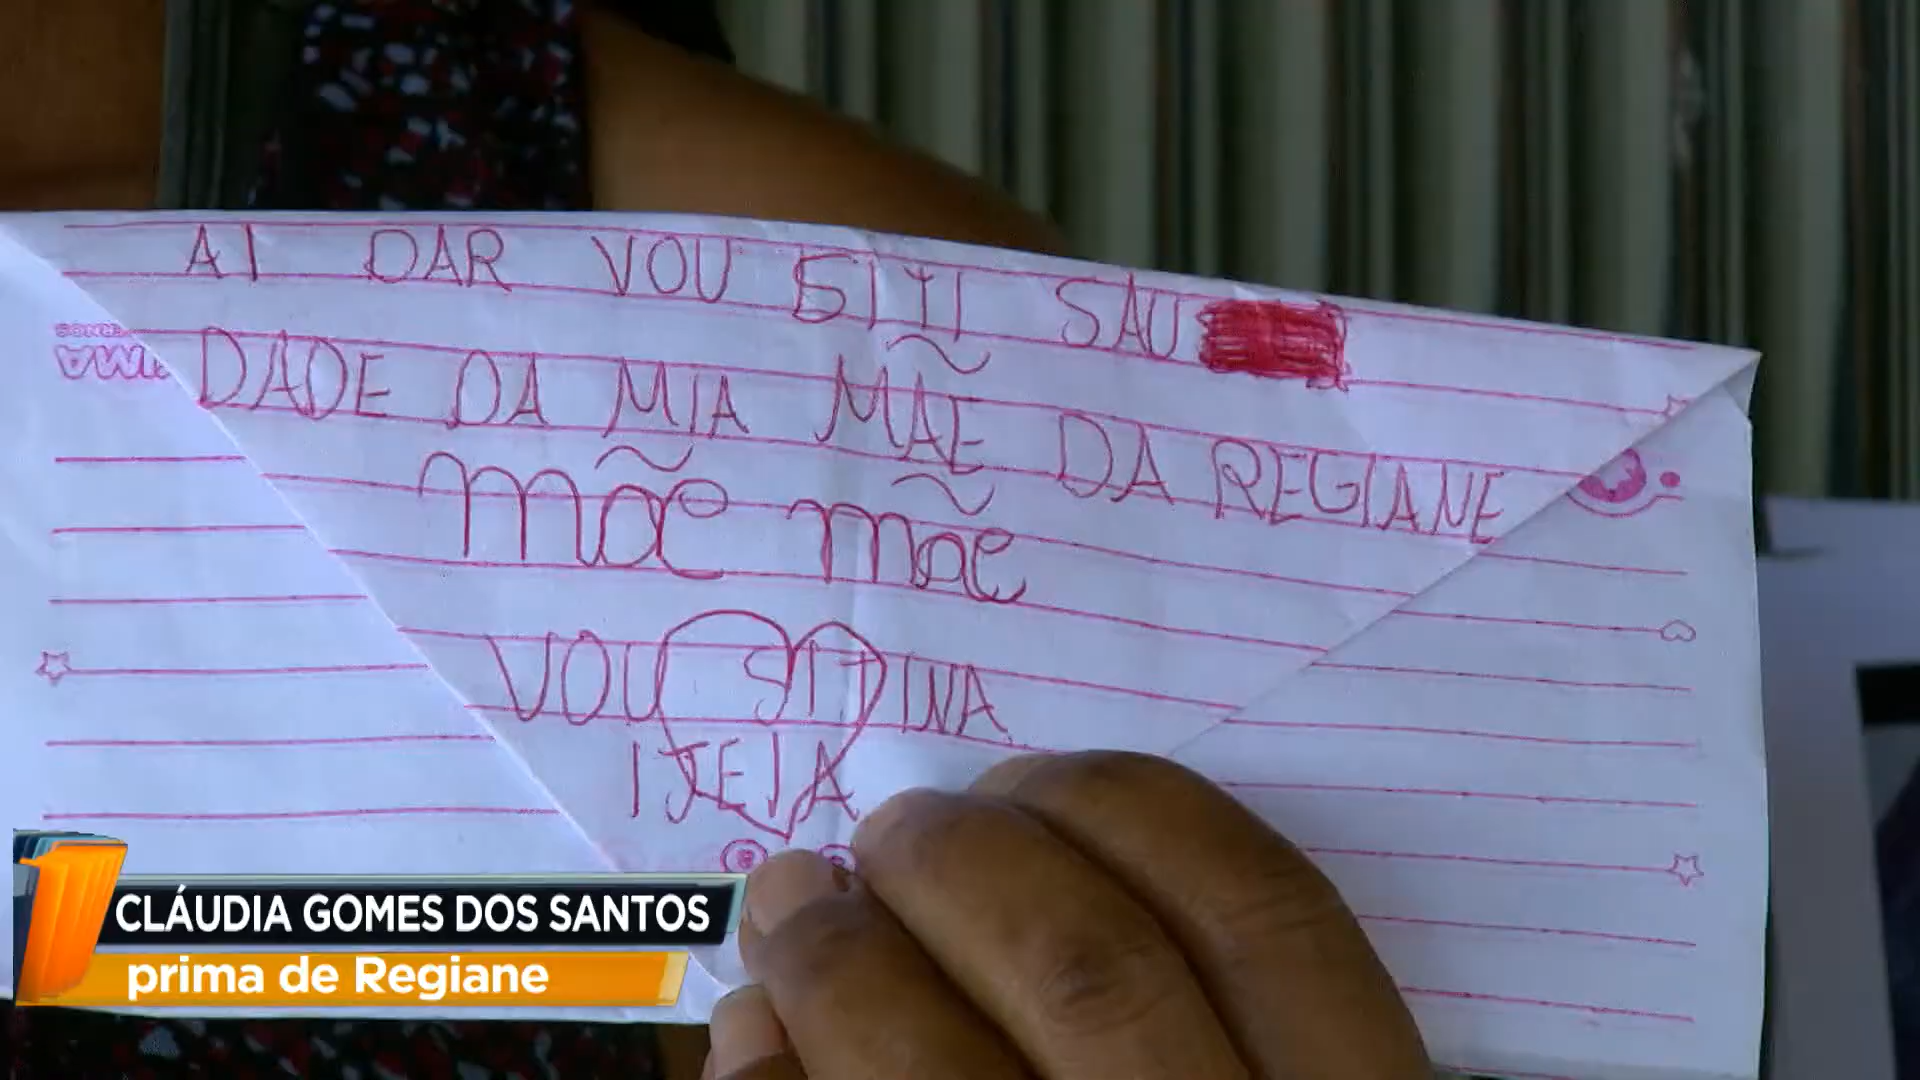 AI DAR VOU SITI SAU
DADE DA MIA MÃE DA REGIANE
mãe mãe
VOU SITINA
IJEJA
CLÁUDIA GOMES DOS SANTOS
prima de Regiane